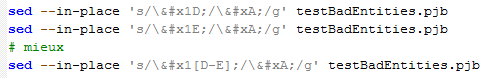 sed --in-place 's/\&#x1D;/\&#xA;/g' testBadEntities.pjb
sed --in-place 's/\&#x1E;/\&#xA;/g' testBadEntities.pjb
# mieux
sed --in-place 's/\&#x1[D-E];/\&#xA;/g' testBadEntities.pjb